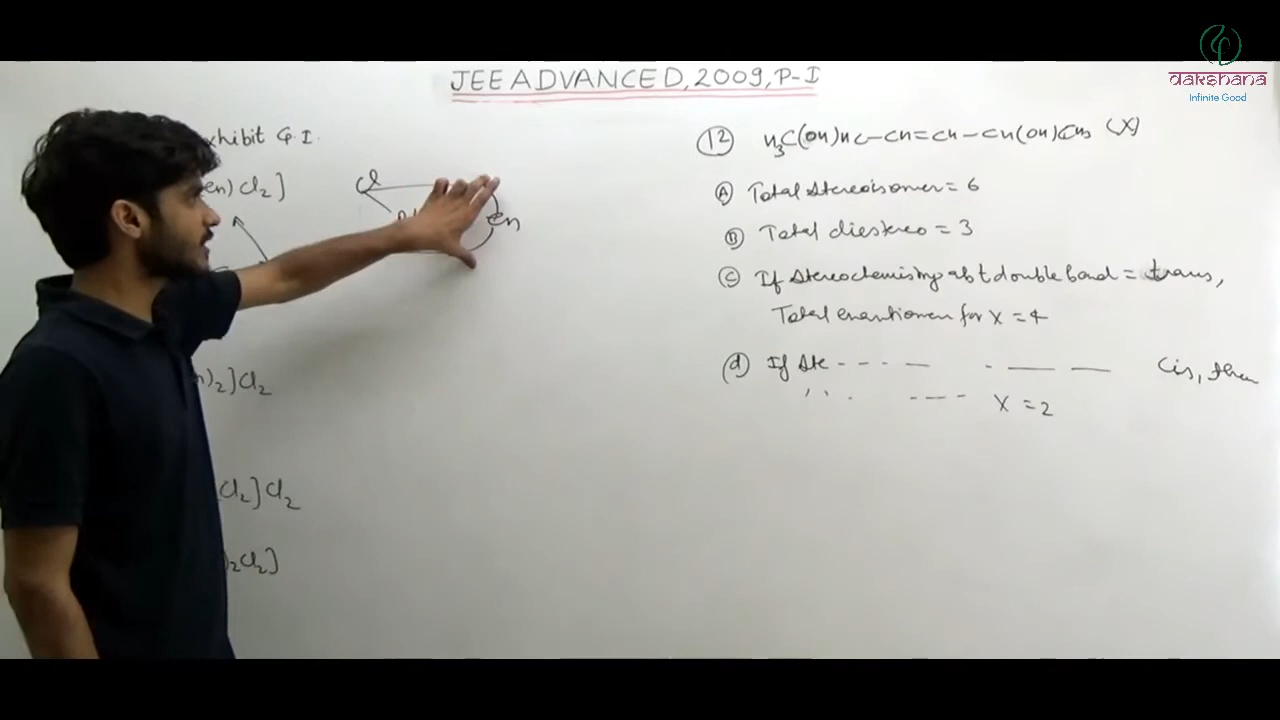 dakshana
Infinite Good
JEE ADVANCED, 2009, P-I
xhibit G.I.
en) Cl2]
Cl
en
)2]Cl2
Cl2]Cl2
)2Cl2]
(12) H3C(OH)HC-CH=CH-CH(OH)CH3 (X)
(A) Total Stereoisomer = 6
(B) Total diestereo = 3
(C) If Stereochemistry abt double bond = trans,
Total enantiomer for X = 4
(d) If Ste - - - - — - — — Cis, then
" . - - - - X = 2